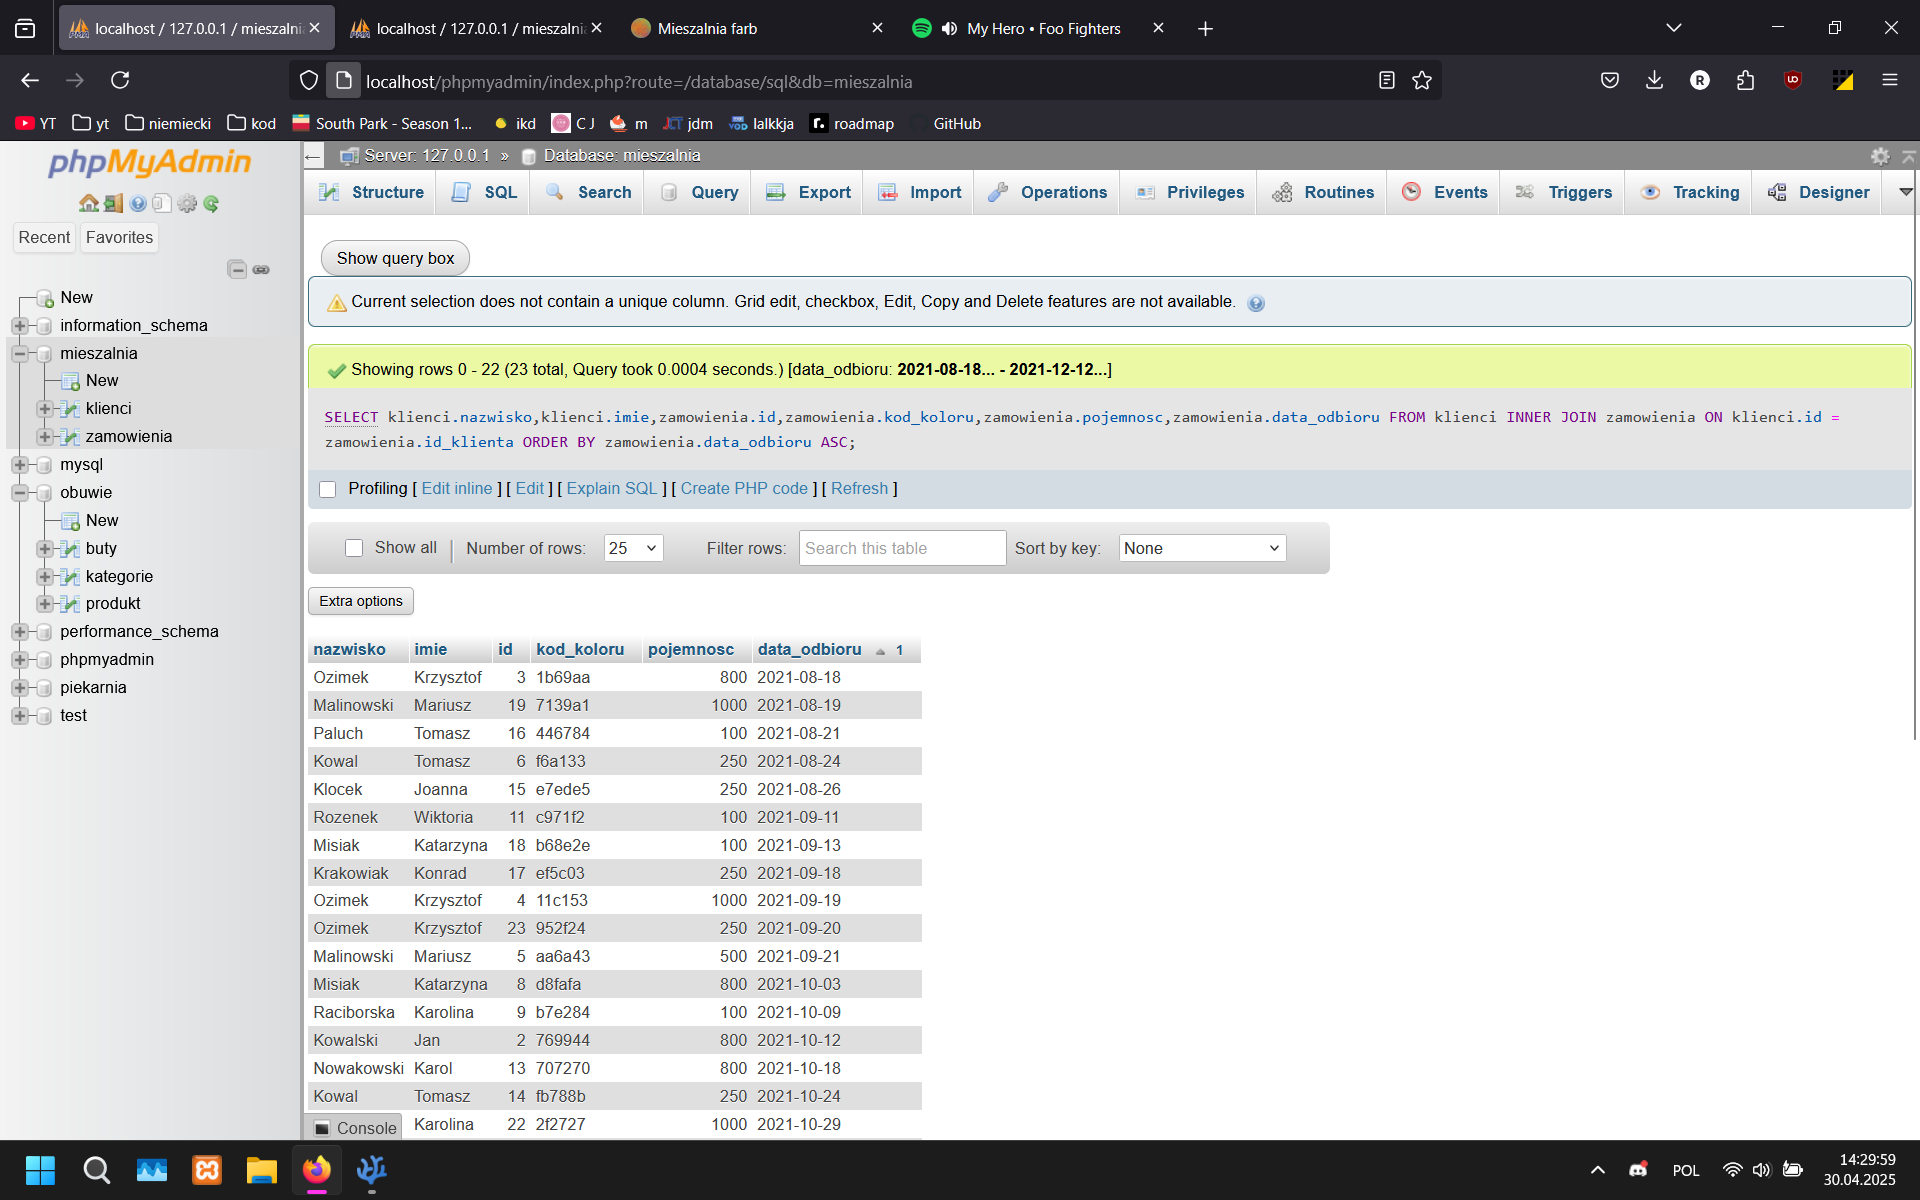 localhost / 127.0.0.1 / mieszalni
localhost / 127.0.0.1 / mieszalni
Mieszalnia farb
My Hero • Foo Fighters
localhost/phpmyadmin/index.php?route=/database/sql&db=mieszalnia
YT
yt
niemiecki
kod
South Park - Season 1...
ikd
C J
m
jdm
lalkkja
roadmap
GitHub
phpMyAdmin
Recent
Favorites
New
information_schema
mieszalnia
New
klienci
zamowienia
mysql
obuwie
New
buty
kategorie
produkt
performance_schema
phpmyadmin
piekarnia
test
Server: 127.0.0.1 » Database: mieszalnia
Structure SQL Search Query Export Import Operations Privileges Routines Events Triggers Tracking Designer
Show query box
Current selection does not contain a unique column. Grid edit, checkbox, Edit, Copy and Delete features are not available.
Showing rows 0 - 22 (23 total, Query took 0.0004 seconds.) [data_odbioru: 2021-08-18... - 2021-12-12...]
SELECT klienci.nazwisko,klienci.imie,zamowienia.id,zamowienia.kod_koloru,zamowienia.pojemnosc,zamowienia.data_odbioru FROM klienci INNER JOIN zamowienia ON klienci.id =
zamowienia.id_klienta ORDER BY zamowienia.data_odbioru ASC;
Profiling [ Edit inline ] [ Edit ] [ Explain SQL ] [ Create PHP code ] [ Refresh ]
Show all Number of rows: 25 Filter rows: Search this table Sort by key: None
Extra options
nazwisko imie id kod_koloru pojemnosc data_odbioru 1
Ozimek Krzysztof 3 1b69aa 800 2021-08-18
Malinowski Mariusz 19 7139a1 1000 2021-08-19
Paluch Tomasz 16 446784 100 2021-08-21
Kowal Tomasz 6 f6a133 250 2021-08-24
Klocek Joanna 15 e7ede5 250 2021-08-26
Rozenek Wiktoria 11 c971f2 100 2021-09-11
Misiak Katarzyna 18 b68e2e 100 2021-09-13
Krakowiak Konrad 17 ef5c03 250 2021-09-18
Ozimek Krzysztof 4 11c153 1000 2021-09-19
Ozimek Krzysztof 23 952f24 250 2021-09-20
Malinowski Mariusz 5 aa6a43 500 2021-09-21
Misiak Katarzyna 8 d8fafa 800 2021-10-03
Raciborska Karolina 9 b7e284 100 2021-10-09
Kowalski Jan 2 769944 800 2021-10-12
Nowakowski Karol 13 707270 800 2021-10-18
Kowal Tomasz 14 fb788b 250 2021-10-24
Karolina 22 2f2727 1000 2021-10-29
Console
POL
14:29:59
30.04.2025